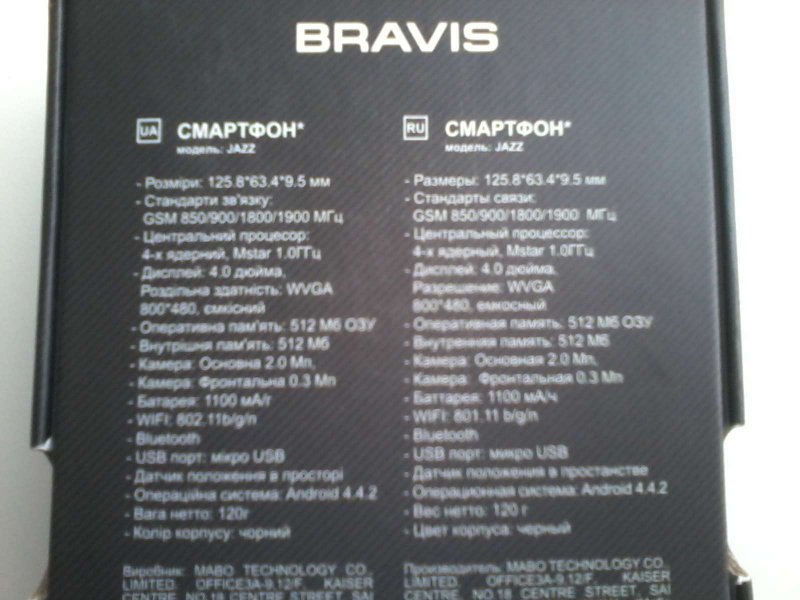 BRAVIS
UA СМАРТФОН*
модель: JAZZ
- Розміри: 125.8*63.4*9.5 мм
- Стандарти зв'язку:
GSM 850/900/1800/1900 МГц
- Центральний процесор:
4-х ядерний, Mstar 1.0ГГц
- Дисплей: 4.0 дюйма,
Роздільна здатність: WVGA
800*480, ємкісний
- Оперативна пам'ять: 512 Мб ОЗУ
- Внутрішня пам'ять: 512 Мб
- Камера: Основна 2.0 Мп,
- Камера: Фронтальна 0.3 Мп
- Батарея: 1100 мА/г
- WIFI: 802.11b/g/n
- Bluetooth
- USB порт: мікро USB
- Датчик положення в просторі
- Операційна система: Android 4.4.2
- Вага нетто: 120г
- Колір корпусу: чорний
Виробник: MABO TECHNOLOGY CO.,
LIMITED. OFFICE3A-9,12/F, KAISER
CENTRE, NO.18 CENTRE STREET, SAI
RU СМАРТФОН*
модель: JAZZ
- Размеры: 125.8*63.4*9.5 мм
- Стандарты связи:
GSM 850/900/1800/1900 МГц
- Центральный процессор:
4-х ядерный, Mstar 1.0ГГц
- Дисплей: 4.0 дюйма,
Разрешение: WVGA
800*480, емкосный
- Оперативная память: 512 Мб ОЗУ
- Внутренняя память: 512 Мб
- Камера: Основная 2.0 Мп,
- Камера: Фронтальная 0.3 Мп
- Баттарея: 1100 мА/ч
- WIFI: 801.11 b/g/n
- Bluetooth
- USB порт: микро USB
- Датчик положения в простанстве
- Операционная система: Android 4.4.2
- Вес нетто: 120 г
- Цвет корпуса: черный
Производитель: MABO TECHNOLOGY CO.,
LIMITED. OFFICE3A-9,12/F, KAISER
CENTRE, NO.18 CENTRE STREET, SAI